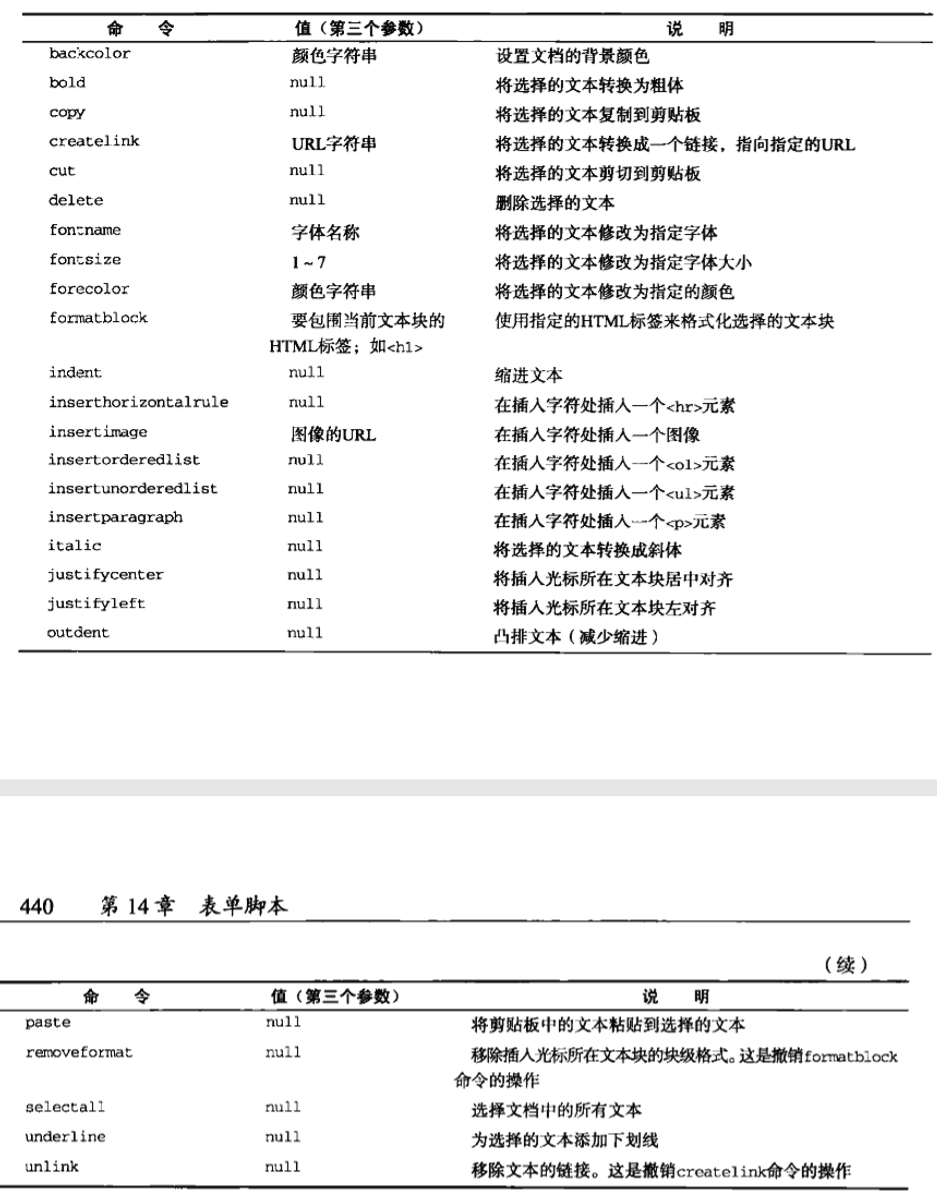 命 令 值（第三个参数） 说 明
backcolor 颜色字符串 设置文档的背景颜色
bold null 将选择的文本转换为粗体
copy null 将选择的文本复制到剪贴板
createlink URL字符串 将选择的文本转换成一个链接，指向指定的URL
cut null 将选择的文本剪切到剪贴板
delete null 删除选择的文本
fontname 字体名称 将选择的文本修改为指定字体
fontsize 1~7 将选择的文本修改为指定字体大小
forecolor 颜色字符串 将选择的文本修改为指定的颜色
formatblock 要包围当前文本块的 使用指定的HTML标签来格式化选择的文本块
HTML标签；如<h1>
indent null 缩进文本
inserthorizontalrule null 在插入字符处插入一个<hr>元素
insertimage 图像的URL 在插入字符处插入一个图像
insertorderedlist null 在插入字符处插入一个<ol>元素
insertunorderedlist null 在插入字符处插入一个<ul>元素
insertparagraph null 在插入字符处插入一个<p>元素
italic null 将选择的文本转换成斜体
justifycenter null 将插入光标所在文本块居中对齐
justifyleft null 将插入光标所在文本块左对齐
outdent null 凸排文本（减少缩进）
440 第14章 表单脚本
（续）
命 令 值（第三个参数） 说 明
paste null 将剪贴板中的文本粘贴到选择的文本
removeformat null 移除插入光标所在文本块的块级格式。这是撤销formatblock
命令的操作
selectall null 选择文档中的所有文本
underline null 为选择的文本添加下划线
unlink null 移除文本的链接。这是撤销createlink命令的操作